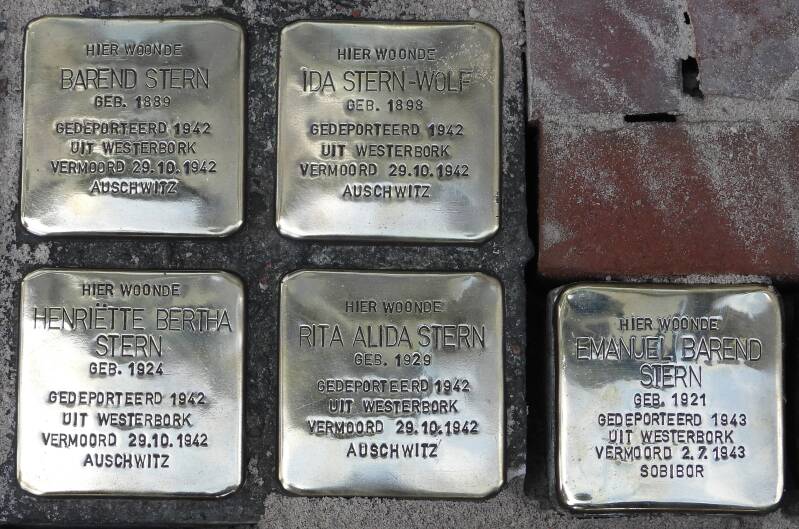 HIER WOONDE
BAREND STERN
GEB. 1889
GEDEPORTEERD 1942
UIT WESTERBORK
VERMOORD 29.10.1942
AUSCHWITZ
HIER WOONDE
IDA STERN-WOLF
GEB. 1898
GEDEPORTEERD 1942
UIT WESTERBORK
VERMOORD 29.10.1942
AUSCHWITZ
HIER WOONDE
HENRIËTTE BERTHA
STERN
GEB. 1924
GEDEPORTEERD 1942
UIT WESTERBORK
VERMOORD 29.10.1942
AUSCHWITZ
HIER WOONDE
RITA ALIDA STERN
GEB. 1929
GEDEPORTEERD 1942
UIT WESTERBORK
VERMOORD 29.10.1942
AUSCHWITZ
HIER WOONDE
EMANUEL BAREND
STERN
GEB. 1921
GEDEPORTEERD 1943
UIT WESTERBORK
VERMOORD 2.7.1943
SOBIBOR